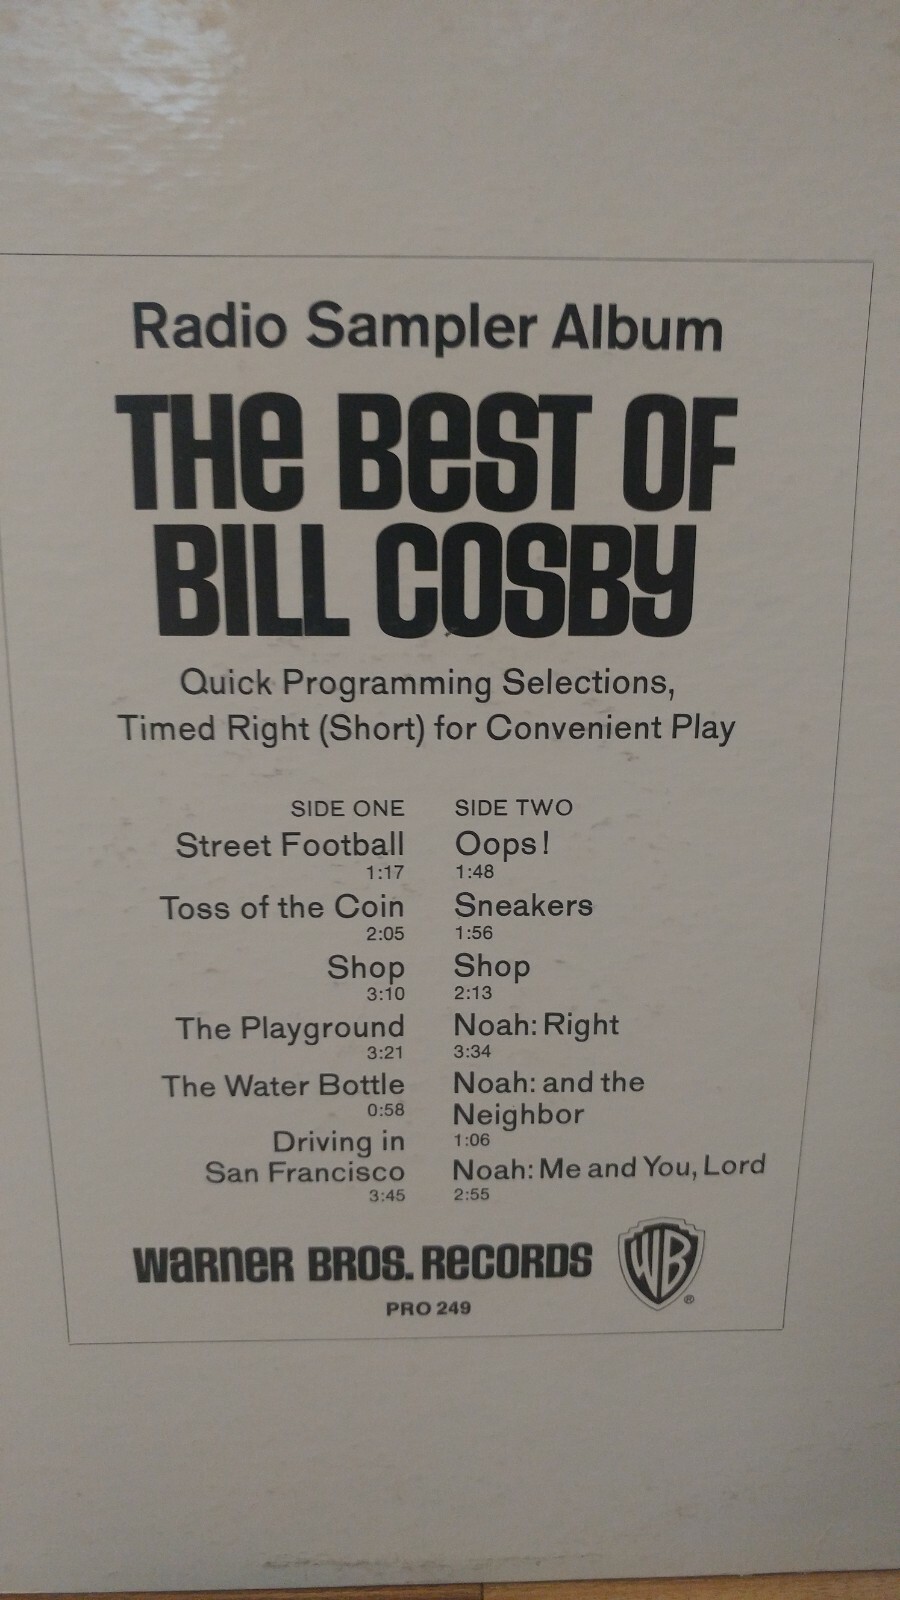 Radio Sampler Album
THE BEST OF
BILL COSBY
Quick Programming Selections,
Timed Right (Short) for Convenient Play
SIDE ONE
Street Football
1:17
Toss of the Coin
2:05
Shop
3:10
The Playground
3:21
The Water Bottle
0:58
Driving in
San Francisco
3:45
SIDE TWO
Oops!
1:48
Sneakers
1:56
Shop
2:13
Noah: Right
3:34
Noah: and the
Neighbor
1:06
Noah: Me and You, Lord
2:55
WARNER BROS. RECORDS
WB
®
PRO 249